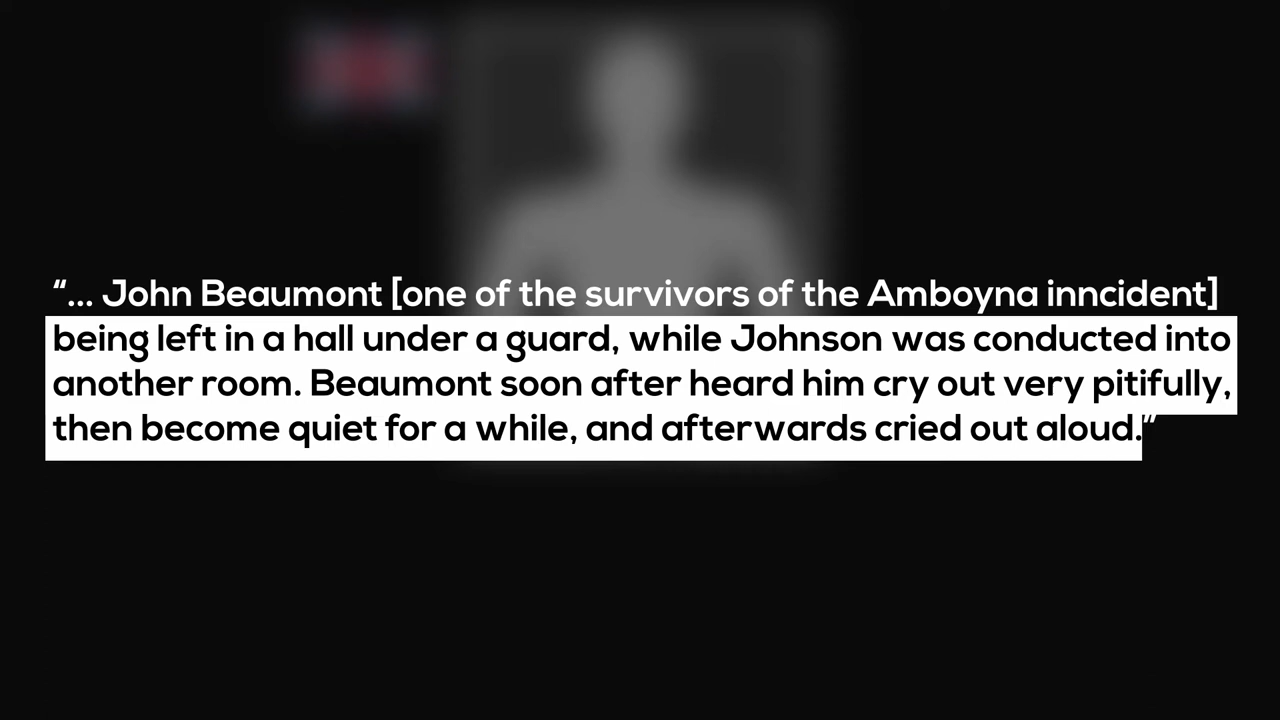 “... John Beaumont [one of the survivors of the Amboyna inncident]
being left in a hall under a guard, while Johnson was conducted into
another room. Beaumont soon after heard him cry out very pitifully,
then become quiet for a while, and afterwards cried out aloud.”